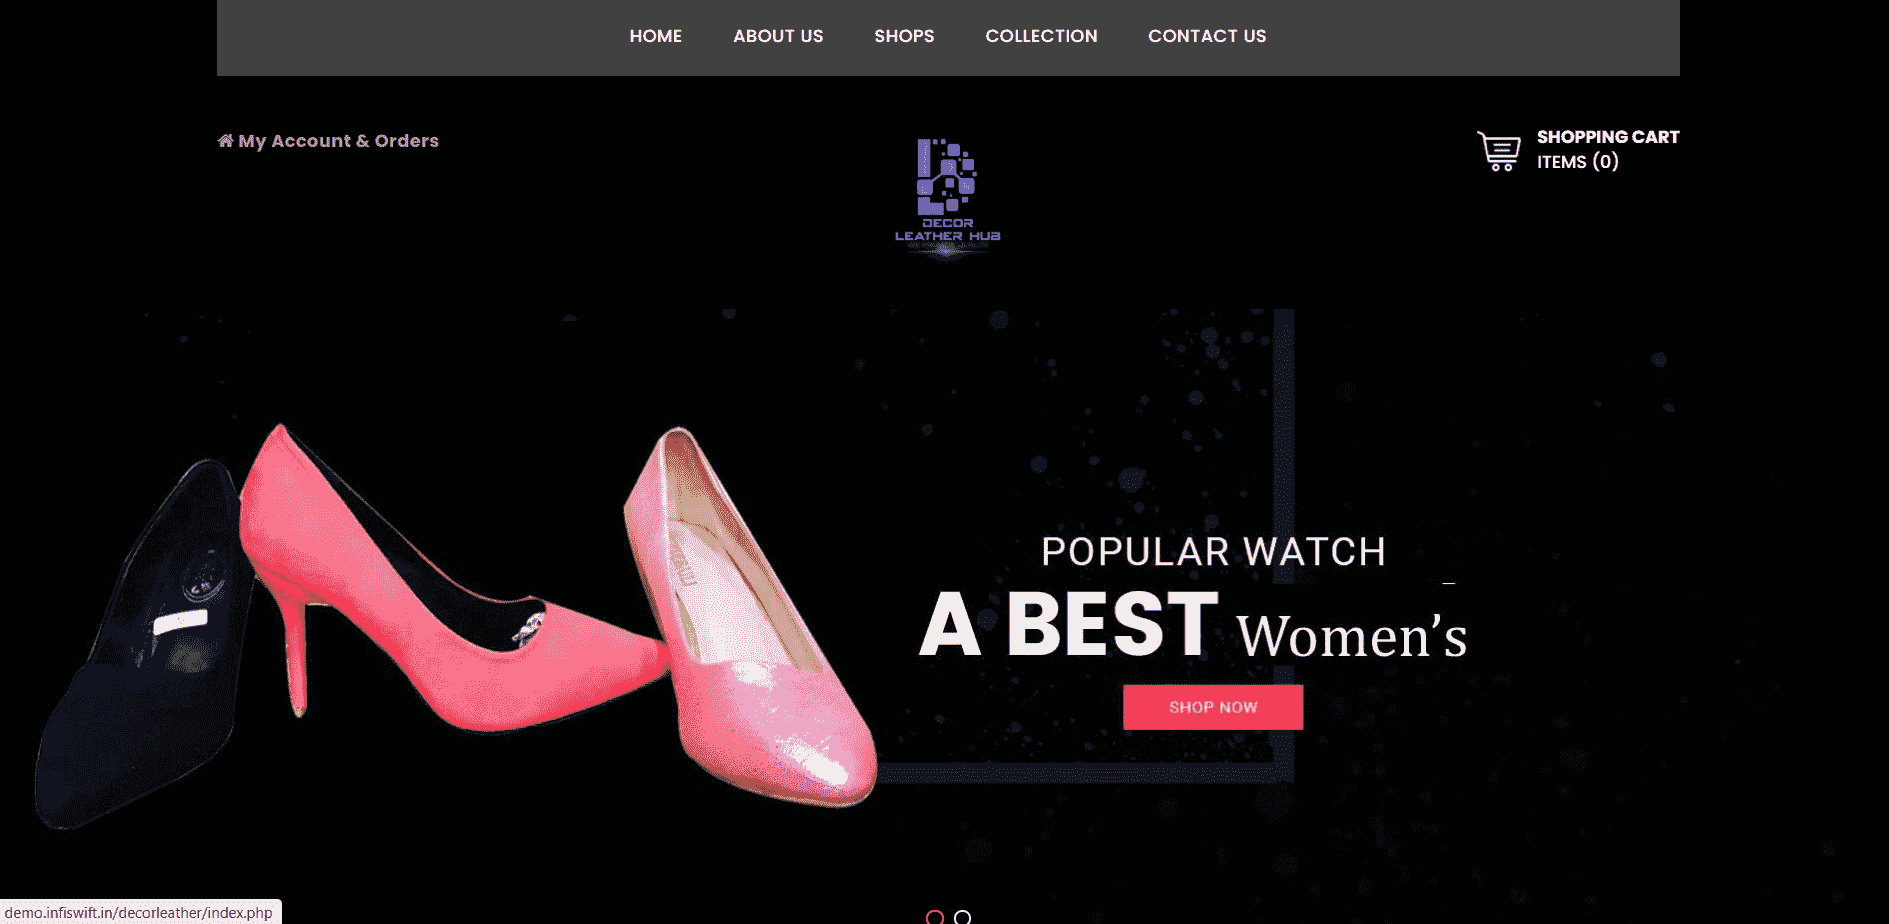 HOME ABOUT US SHOPS COLLECTION CONTACT US
My Account & Orders
DECOR
LEATHER HUB
SHOPPING CART
ITEMS (0)
POPULAR WATCH
A BEST Women’s
SHOP NOW
demo.infiswift.in/decorleather/index.php